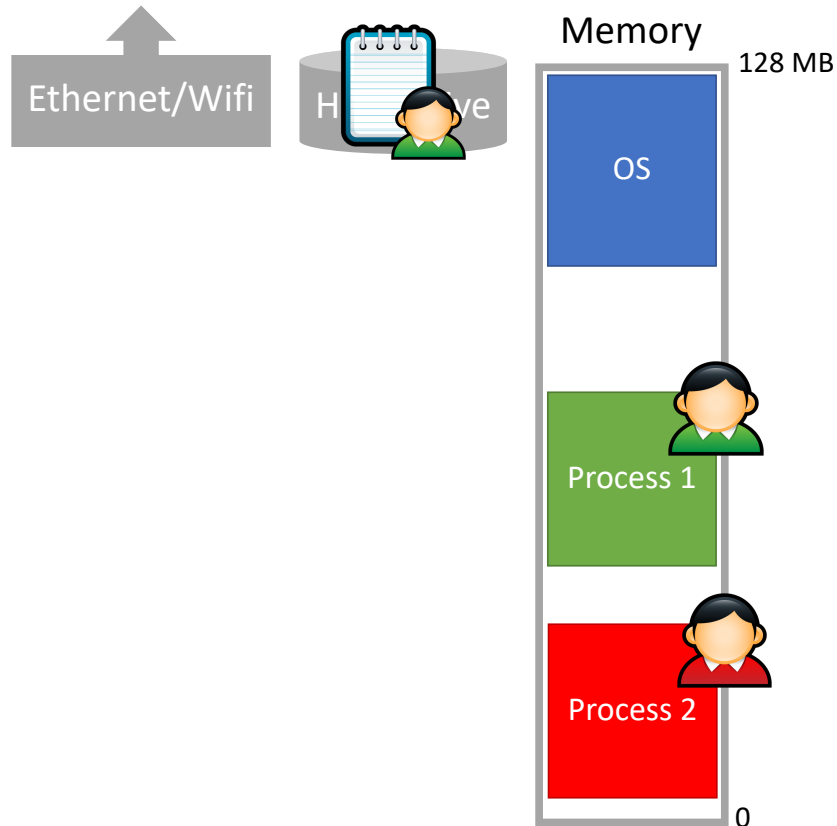 Memory
128 MB
Ethernet/Wifi
OS
Process 1
Process 2
0